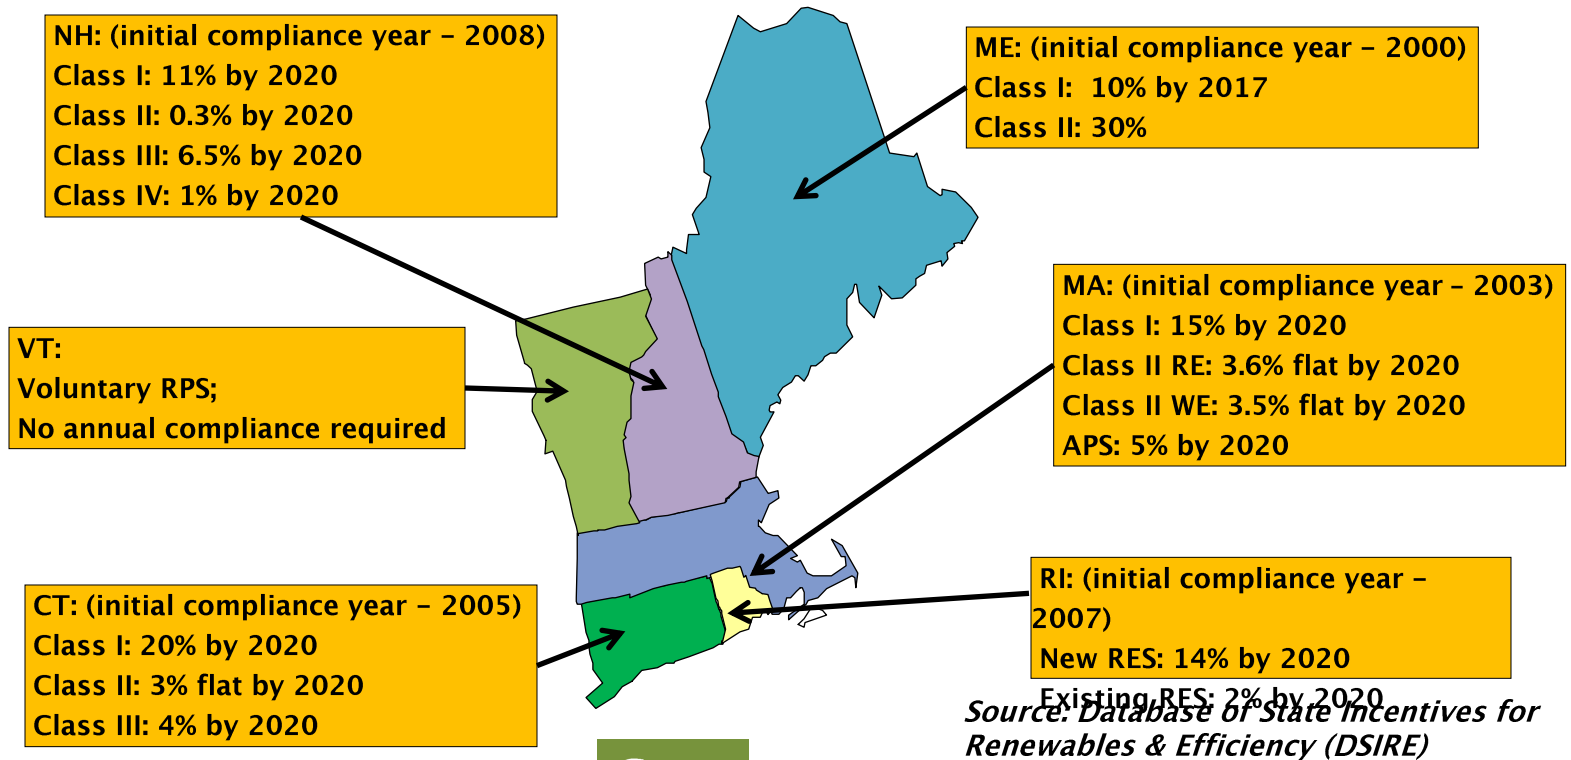 NH: (initial compliance year – 2008)
Class I: 11% by 2020
Class II: 0.3% by 2020
Class III: 6.5% by 2020
Class IV: 1% by 2020
ME: (initial compliance year – 2000)
Class I:  10% by 2017
Class II: 30%
VT:
Voluntary RPS;
No annual compliance required
MA: (initial compliance year – 2003)
Class I: 15% by 2020
Class II RE: 3.6% flat by 2020
Class II WE: 3.5% flat by 2020
APS: 5% by 2020
CT: (initial compliance year – 2005)
Class I: 20% by 2020
Class II: 3% flat by 2020
Class III: 4% by 2020
RI: (initial compliance year –
2007)
New RES: 14% by 2020
Existing RES: 2% by 2020
Source: Database of State Incentives for
Renewables & Efficiency (DSIRE)